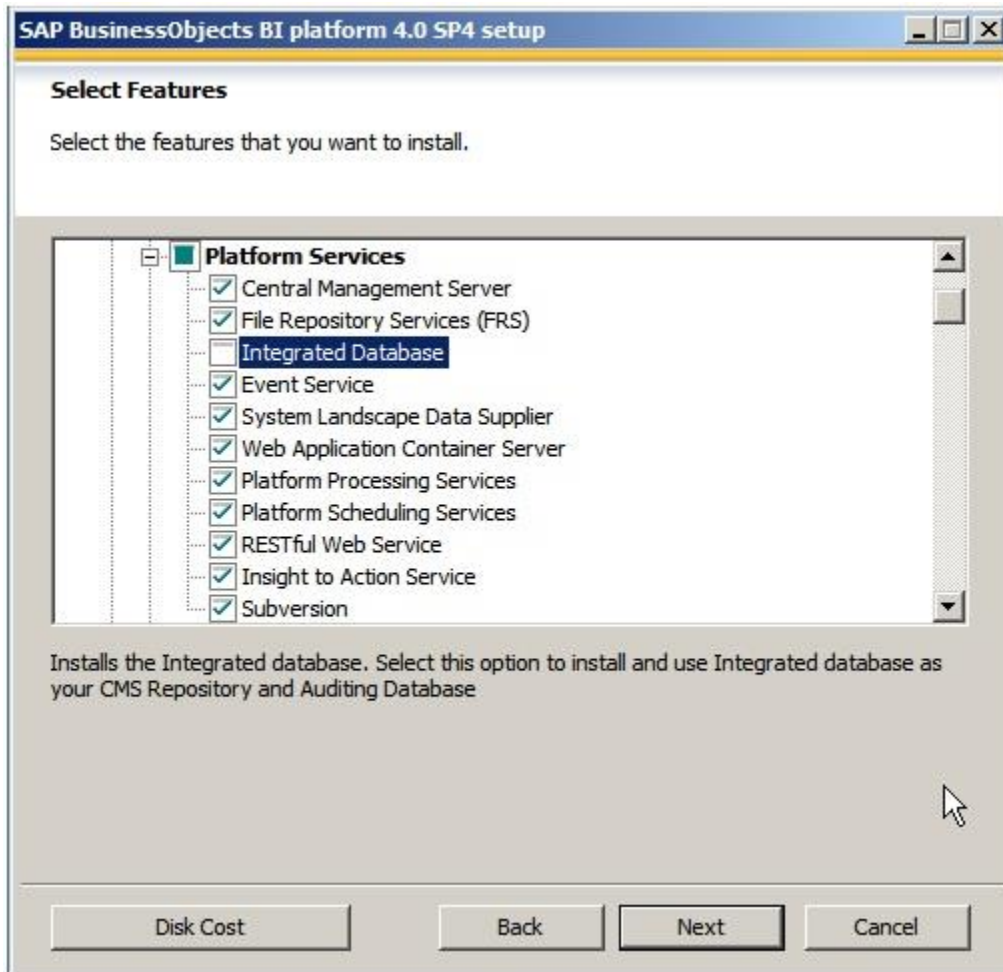 SAP BusinessObjects BI platform 4.0 SP4 setup
Select Features
Select the features that you want to install.
Platform Services
Central Management Server
File Repository Services (FRS)
Integrated Database
Event Service
System Landscape Data Supplier
Web Application Container Server
Platform Processing Services
Platform Scheduling Services
RESTful Web Service
Insight to Action Service
Subversion
Installs the Integrated database. Select this option to install and use Integrated database as
your CMS Repository and Auditing Database
Disk Cost Back Next Cancel